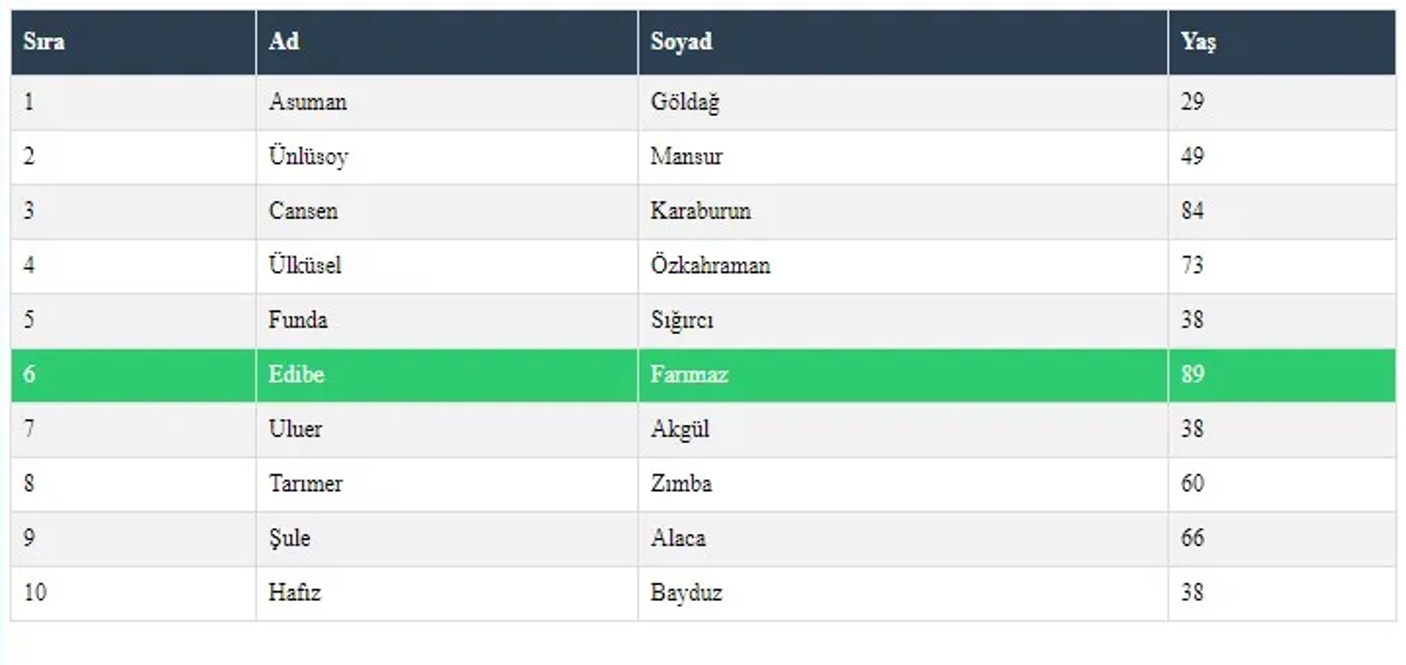 Sıra Ad Soyad Yaş
1 Asuman Göldağ 29
2 Ünlüsoy Mansur 49
3 Cansen Karaburun 84
4 Ülküsel Özkahraman 73
5 Funda Sığırcı 38
6 Edibe Farımaz 89
7 Uluer Akgül 38
8 Tarımer Zımba 60
9 Şule Alaca 66
10 Hafız Bayduz 38